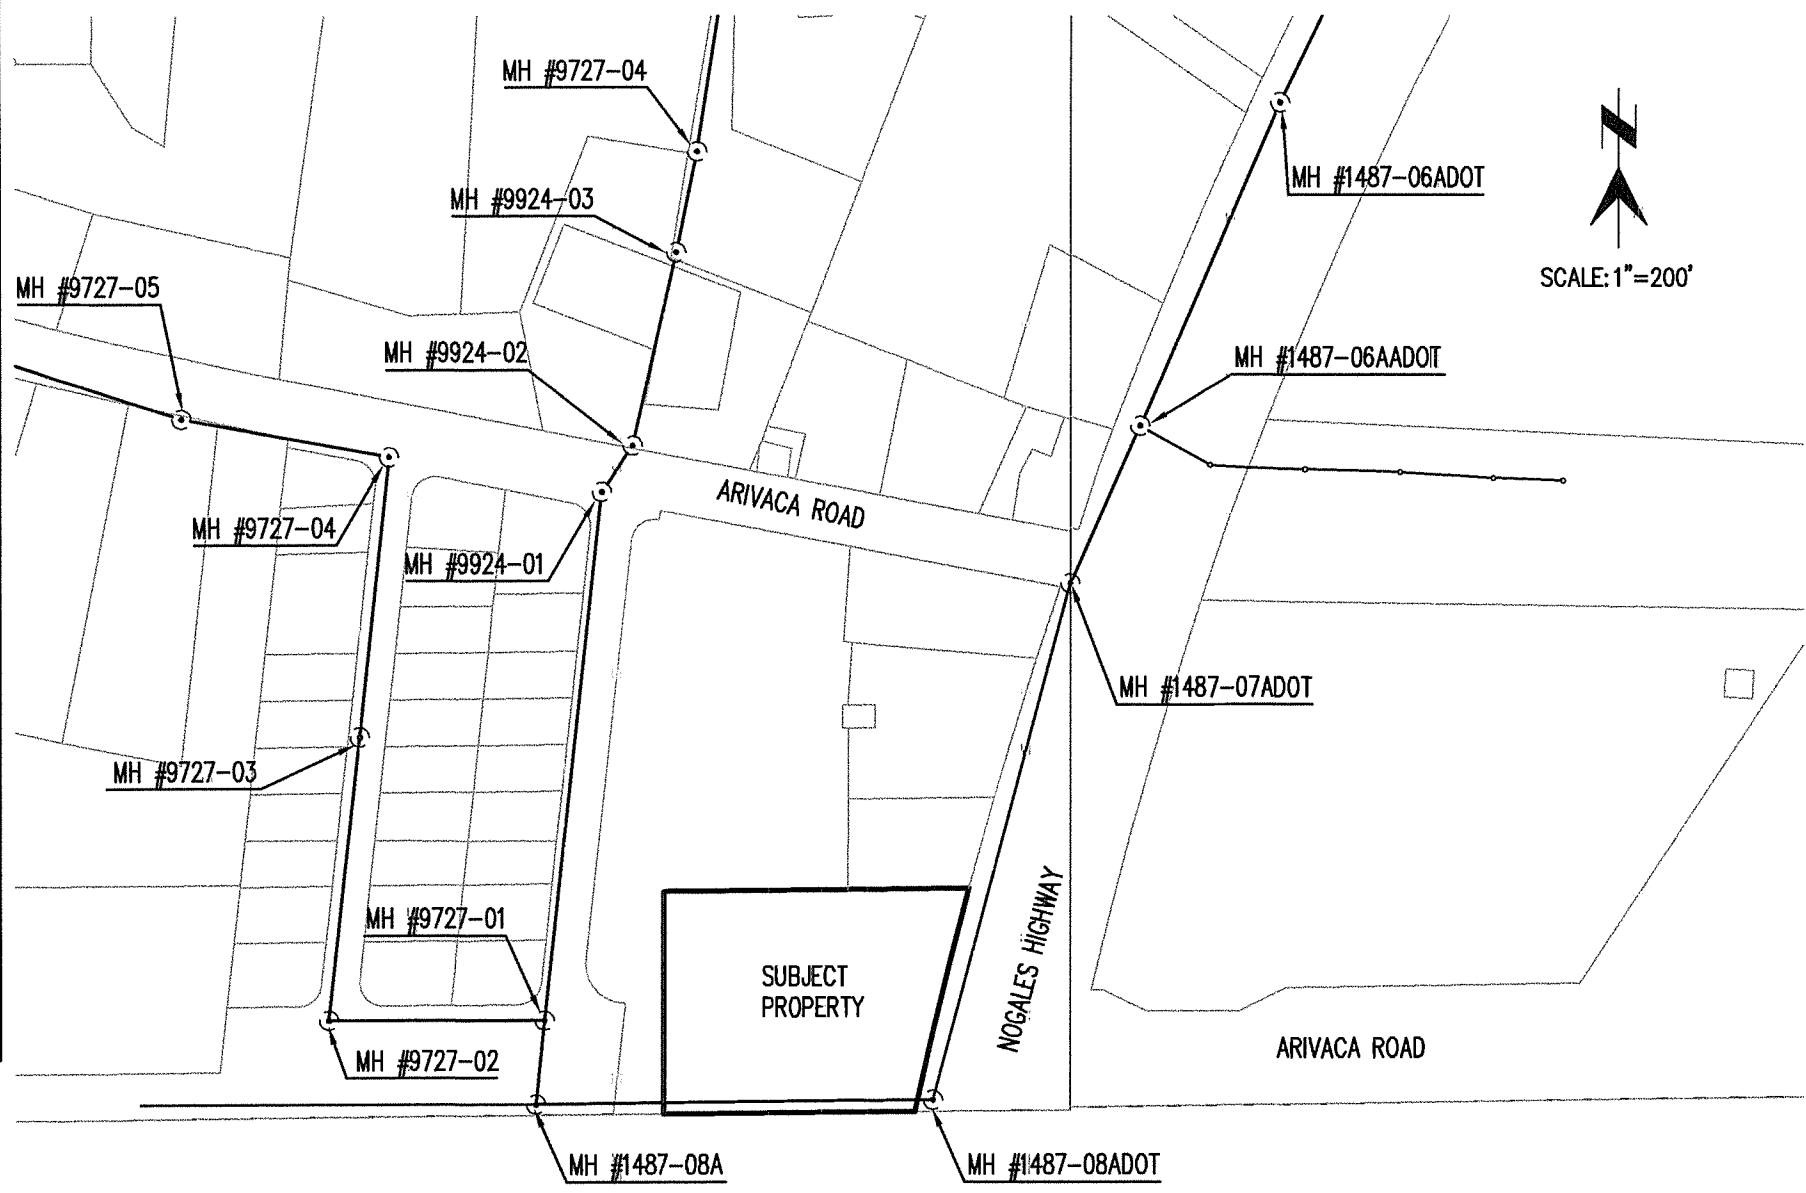 MH #9727-04
MH #1487-06ADOT
MH #9924-03
N
SCALE: 1"=200'
MH #9727-05
MH #9924-02
MH #1487-06AADOT
ARIVACA ROAD
MH #9727-04
MH #9924-01
MH #1487-07ADOT
MH #9727-03
MH #9727-01
SUBJECT
PROPERTY
NOGALES HIGHWAY
ARIVACA ROAD
MH #9727-02
MH #1487-08A
MH #1487-08ADOT